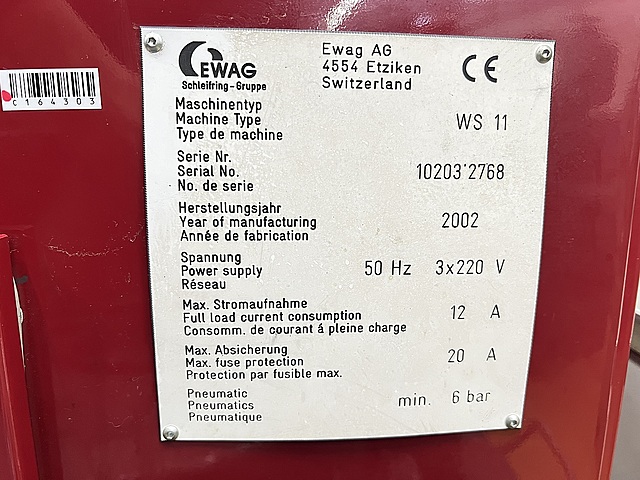 EWAG
Schleifring-Gruppe
Ewag AG
4554 Etziken
Switzerland
CE
C164303
Maschinentyp
Machine Type WS 11
Type de machine
Serie Nr.
Serial No. 10203'2768
No. de serie
Herstellungsjahr
Year of manufacturing 2002
Année de fabrication
Spannung
Power supply 50 Hz 3x220 V
Réseau
Max. Stromaufnahme
Full load current consumption 12 A
Consomm. de courant á pleine charge
Max. Absicherung
Max. fuse protection 20 A
Protection par fusible max.
Pneumatic
Pneumatics min. 6 bar
Pneumatique